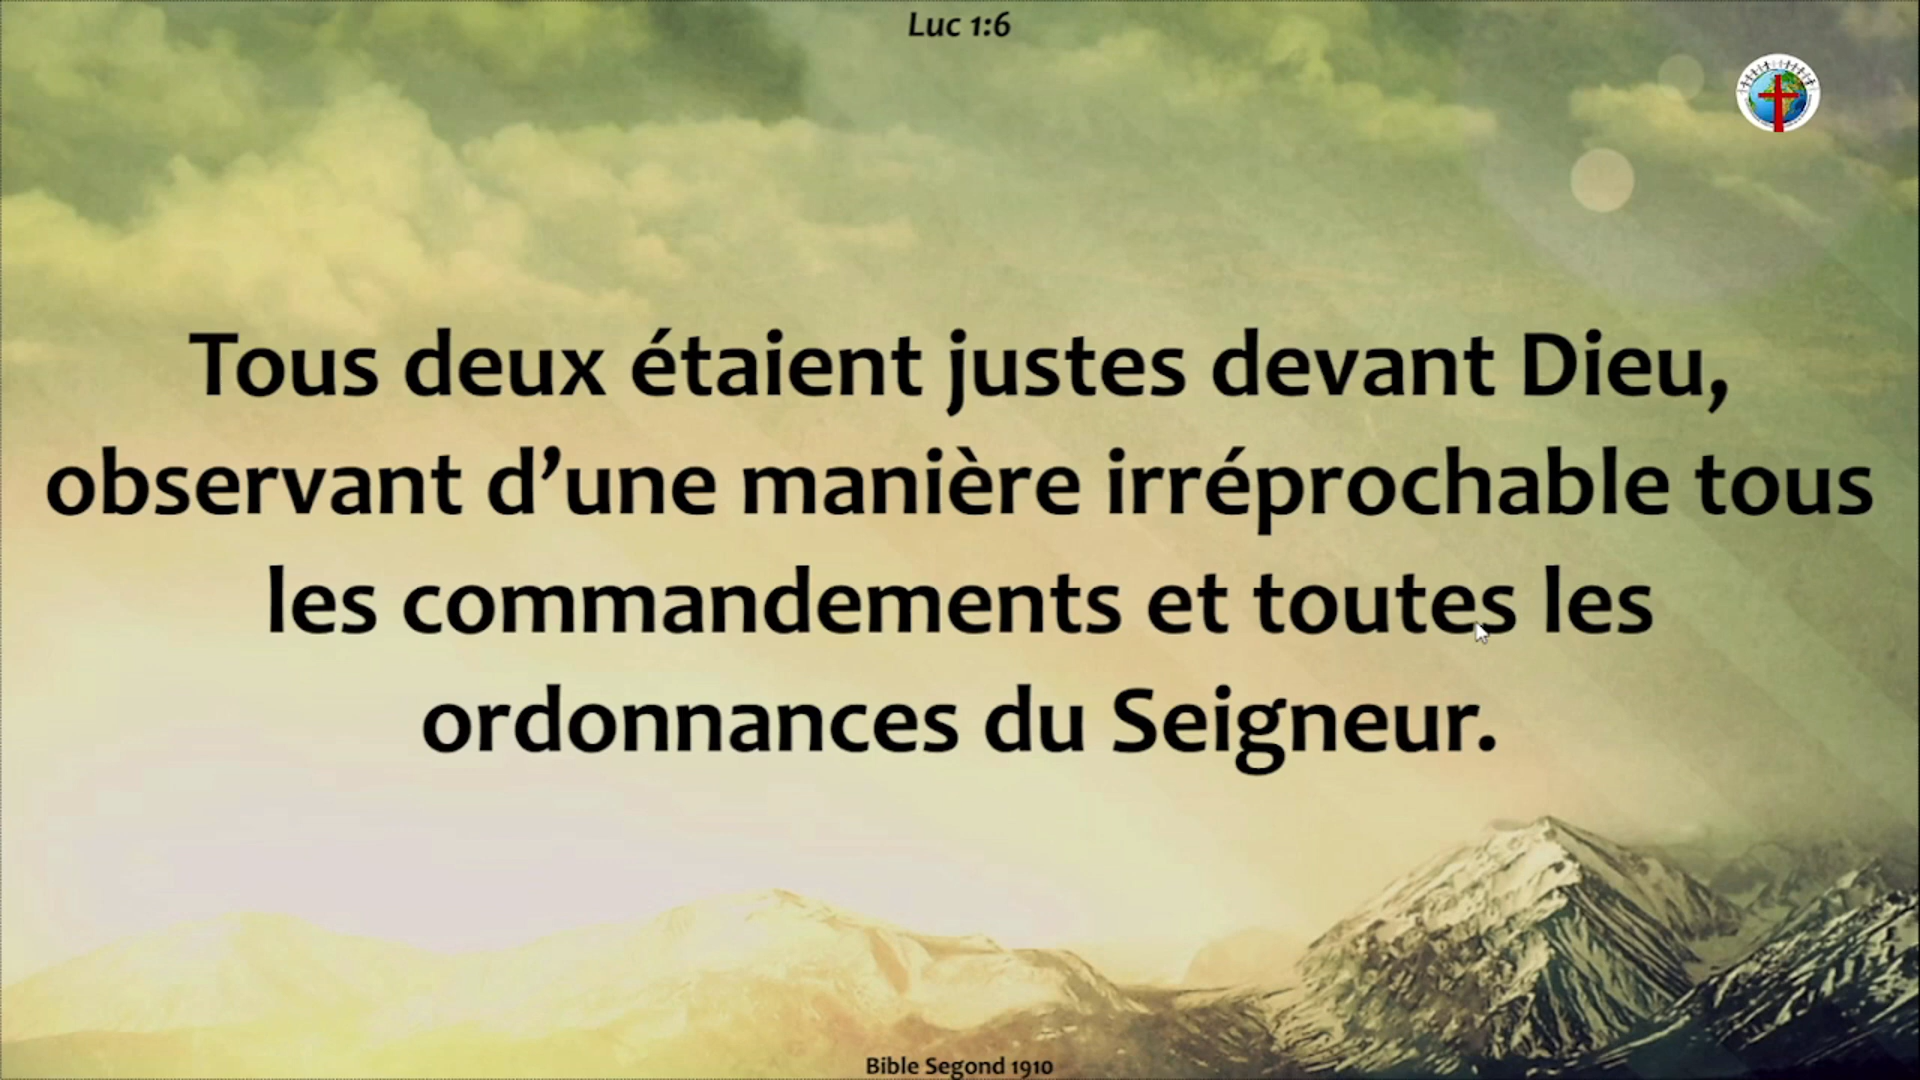 Luc 1:6
Tous deux étaient justes devant Dieu,
observant d’une manière irréprochable tous
les commandements et toutes les
ordonnances du Seigneur.
Bible Segond 1910